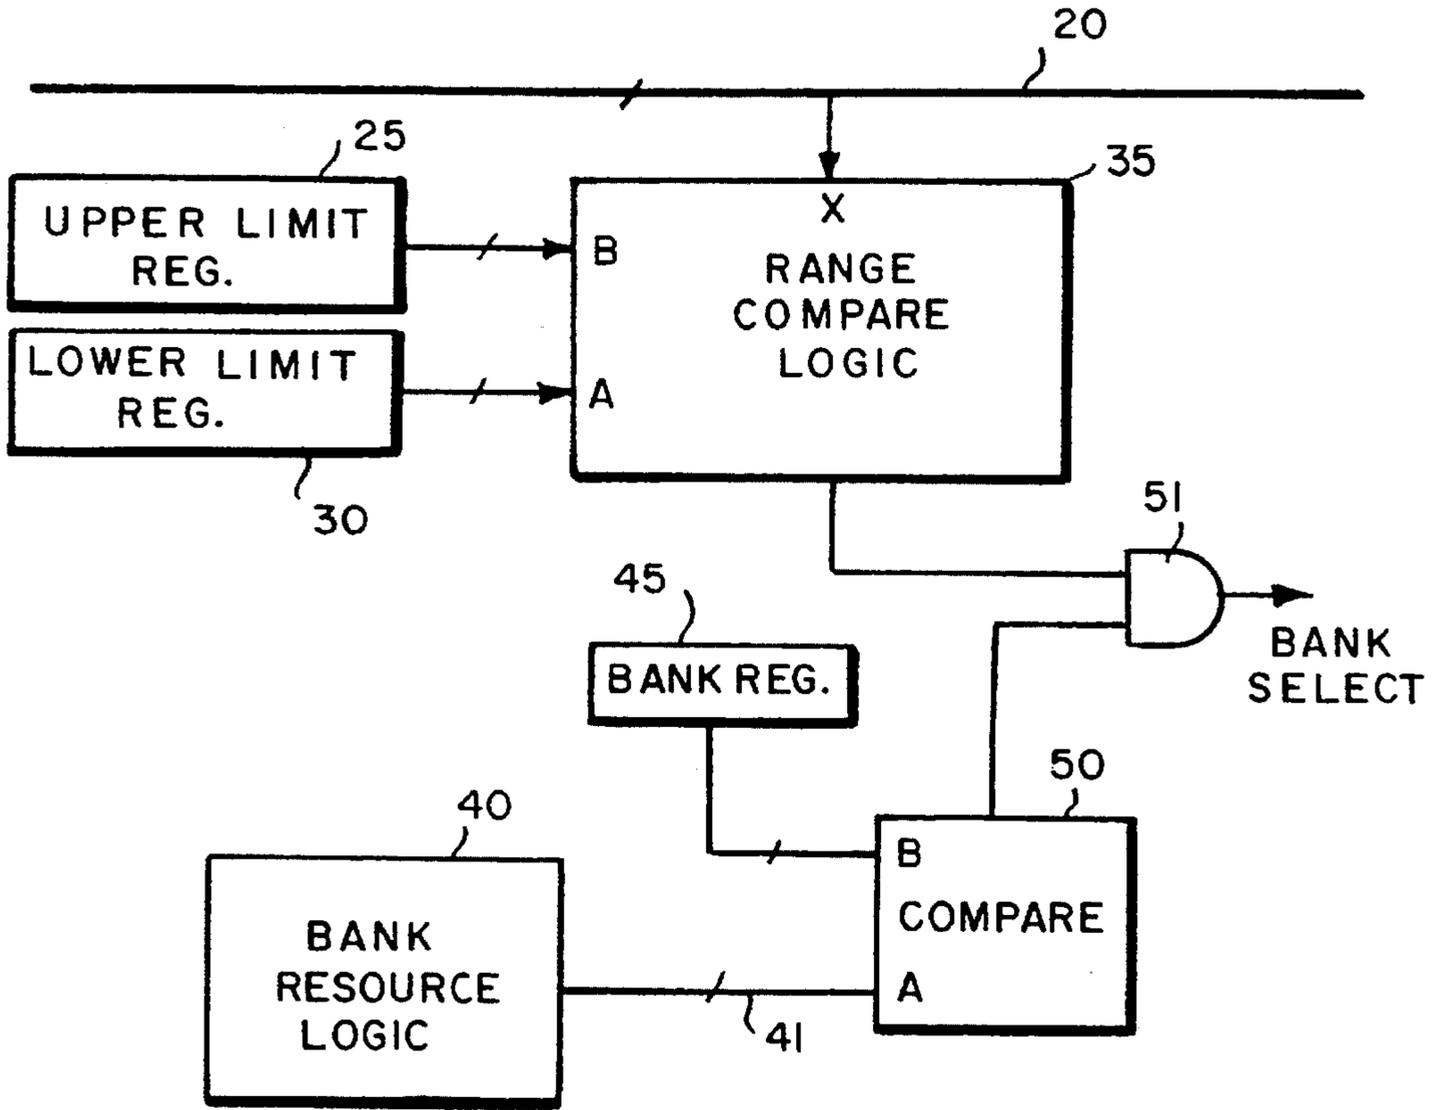 20
25
35
UPPER LIMIT
REG.
X
B
RANGE
COMPARE
LOGIC
LOWER LIMIT
REG.
A
30
51
45
BANK
SELECT
BANK REG.
50
40
B
COMPARE
A
BANK
RESOURCE
LOGIC
41